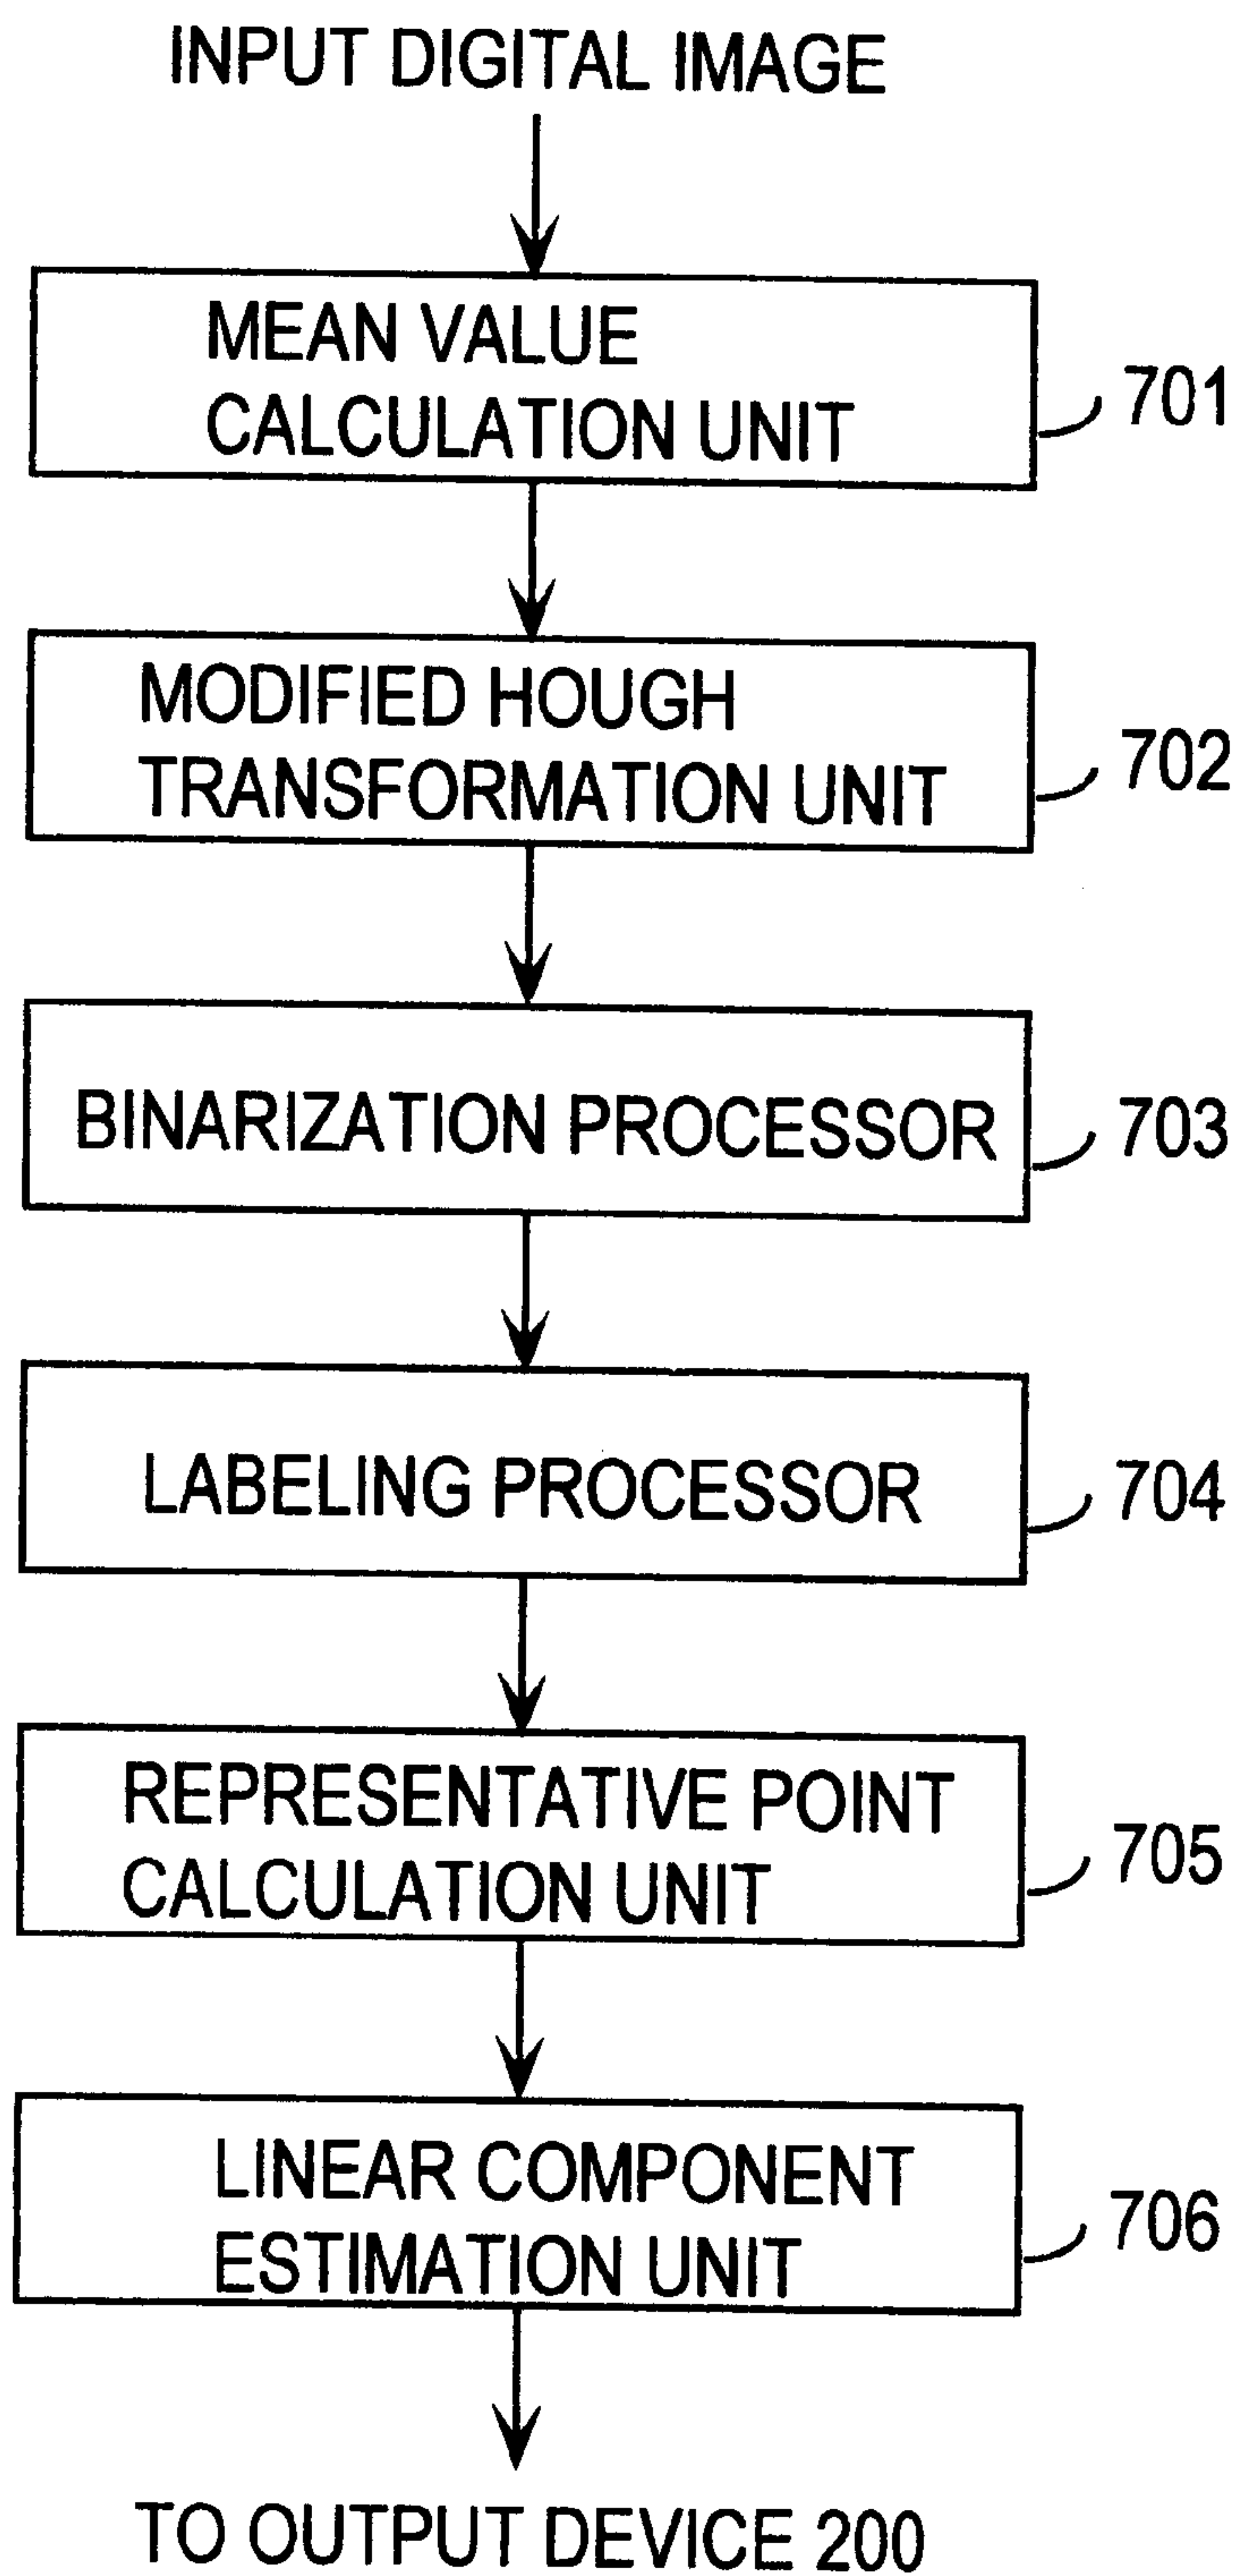 INPUT DIGITAL IMAGE
MEAN VALUE
CALCULATION UNIT
701
MODIFIED HOUGH
TRANSFORMATION UNIT
702
BINARIZATION PROCESSOR
703
LABELING PROCESSOR
704
REPRESENTATIVE POINT
CALCULATION UNIT
705
LINEAR COMPONENT
ESTIMATION UNIT
706
TO OUTPUT DEVICE 200